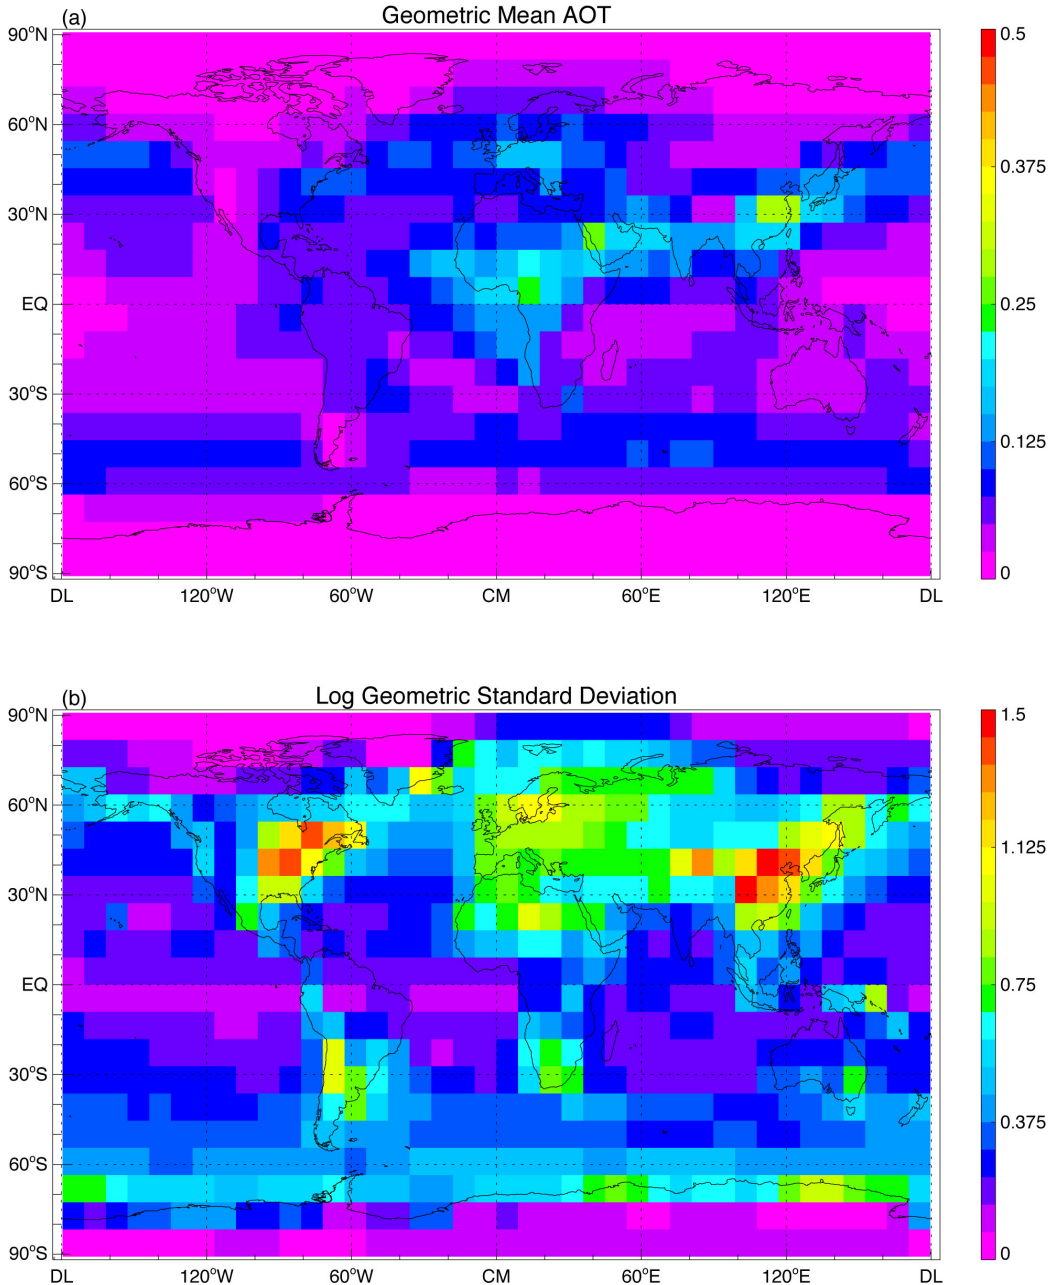 (a)
Geometric Mean AOT
90°N
60°N
30°N
EQ
30°S
60°S
90°S
DL 120°W 60°W CM 60°E 120°E DL
0.5
0.375
0.25
0.125
0
(b)
Log Geometric Standard Deviation
90°N
60°N
30°N
EQ
30°S
60°S
90°S
DL 120°W 60°W CM 60°E 120°E DL
1.5
1.125
0.75
0.375
0